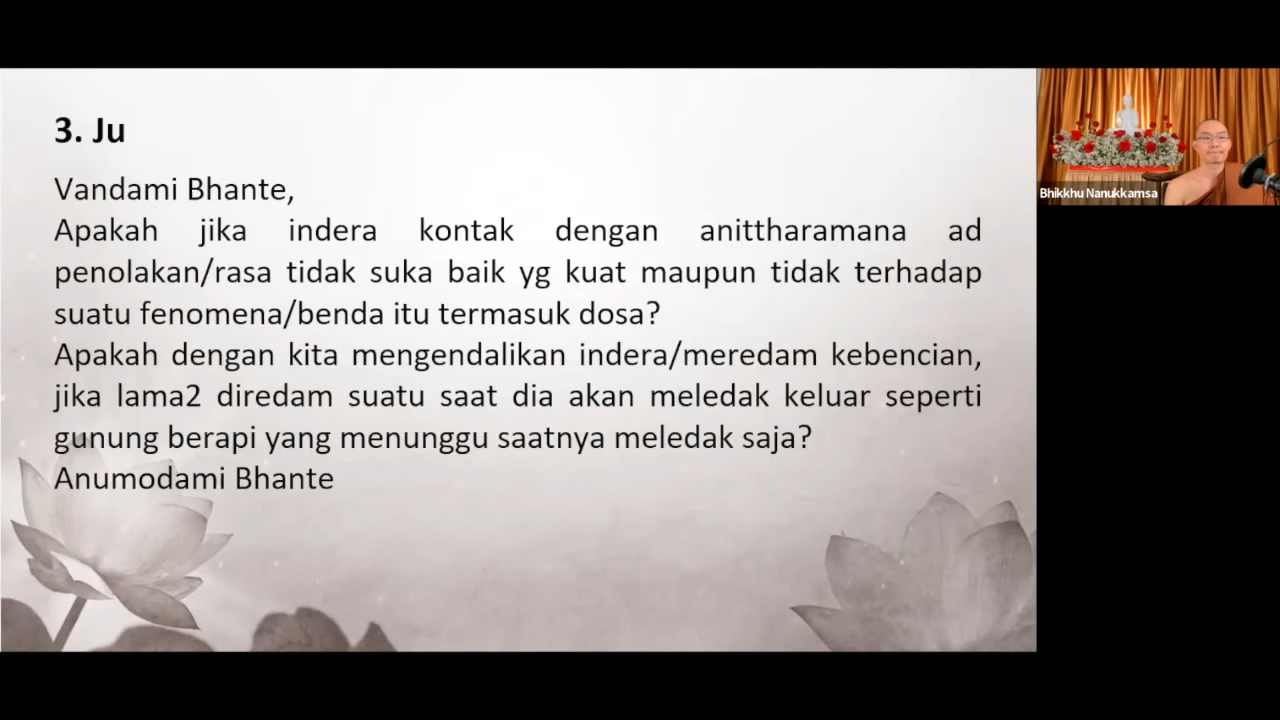 3. Ju
Vandami Bhante,
Apakah jika indera kontak dengan anittharamana ad
penolakan/rasa tidak suka baik yg kuat maupun tidak terhadap
suatu fenomena/benda itu termasuk dosa?
Apakah dengan kita mengendalikan indera/meredam kebencian,
jika lama2 diredam suatu saat dia akan meledak keluar seperti
gunung berapi yang menunggu saatnya meledak saja?
Anumodami Bhante
Bhikkhu Nanukkamsa